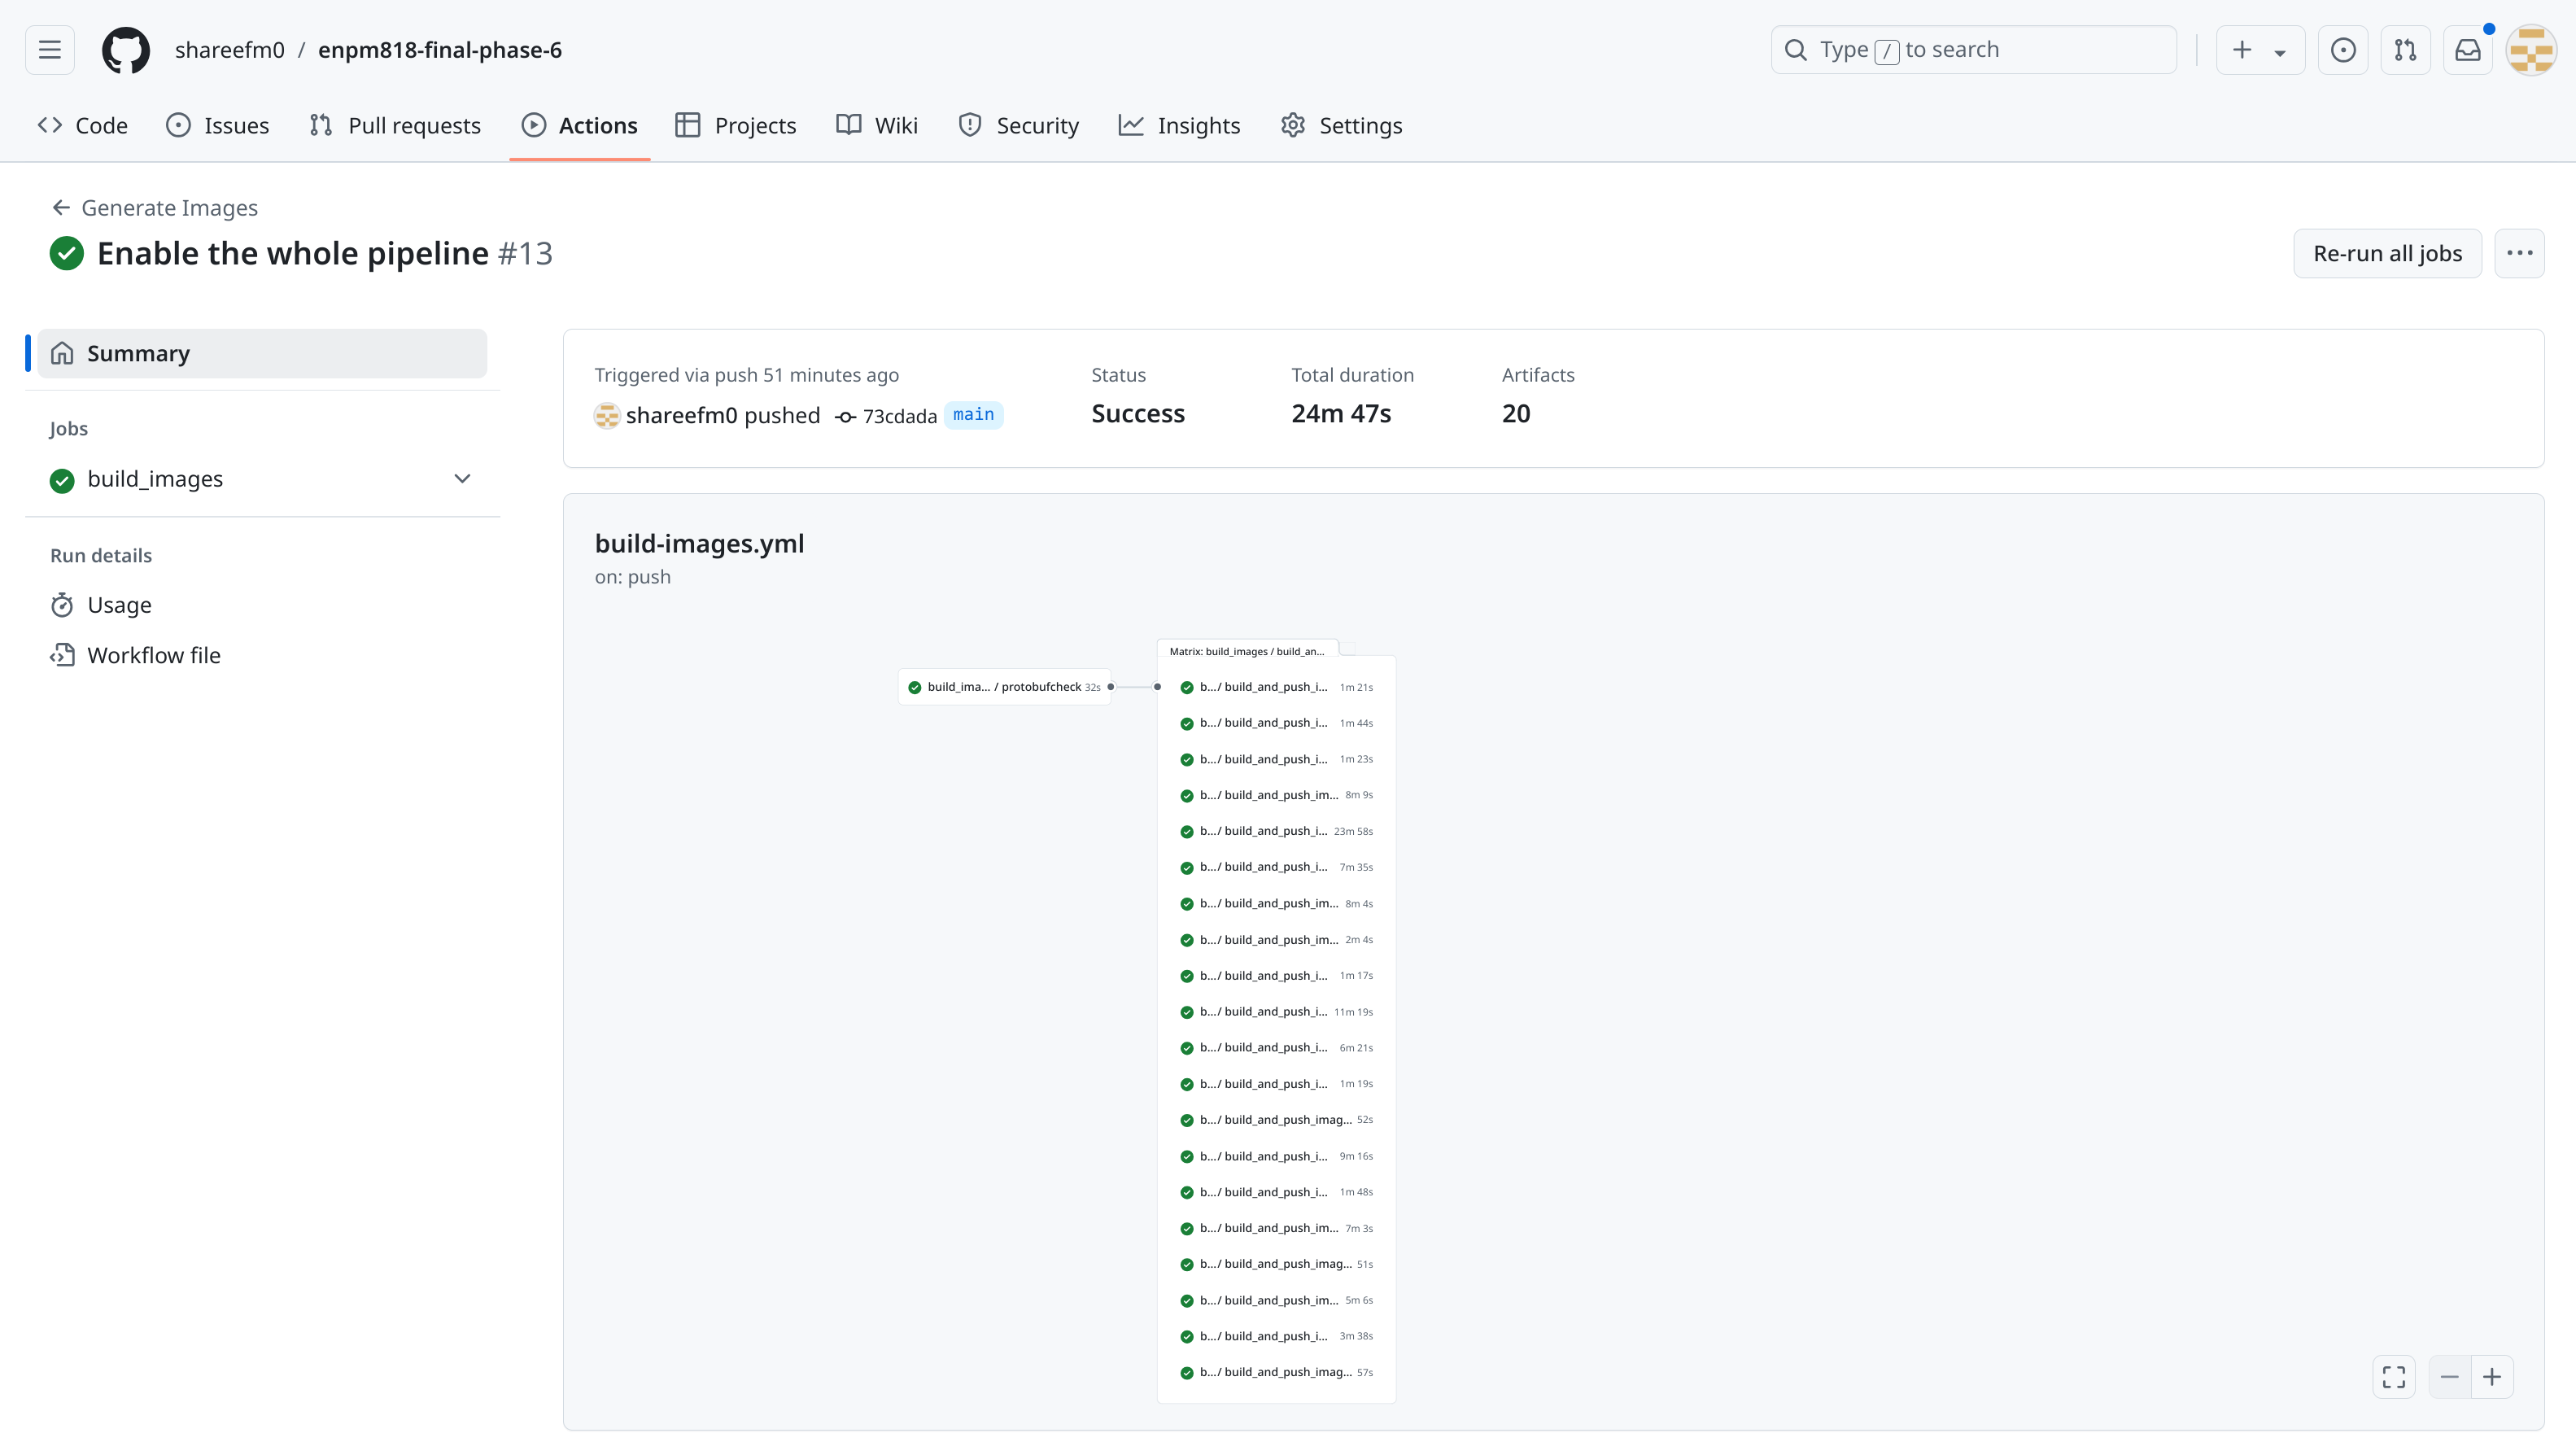 shareefm0 / enpm818-final-phase-6
Type / to search
Code
Issues
Pull requests
Actions
Projects
Wiki
Security
Insights
Settings
Generate Images
Enable the whole pipeline #13
Re-run all jobs
Summary
Jobs
build_images
Run details
Usage
Workflow file
Triggered via push 51 minutes ago
shareefm0 pushed 73cdada main
Status
Success
Total duration
24m 47s
Artifacts
20
build-images.yml
on: push
build_ima... / protobufcheck 32s
Matrix: build_images / build_an...
b.../ build_and_push_i... 1m 21s
b.../ build_and_push_i... 1m 44s
b.../ build_and_push_i... 1m 23s
b.../ build_and_push_im... 8m 9s
b.../ build_and_push_i... 23m 58s
b.../ build_and_push_i... 7m 35s
b.../ build_and_push_im... 8m 4s
b.../ build_and_push_im... 2m 4s
b.../ build_and_push_i... 1m 17s
b.../ build_and_push_i... 11m 19s
b.../ build_and_push_i... 6m 21s
b.../ build_and_push_i... 1m 19s
b.../ build_and_push_imag... 52s
b.../ build_and_push_i... 9m 16s
b.../ build_and_push_i... 1m 48s
b.../ build_and_push_im... 7m 3s
b.../ build_and_push_imag... 51s
b.../ build_and_push_im... 5m 6s
b.../ build_and_push_i... 3m 38s
b.../ build_and_push_imag... 57s